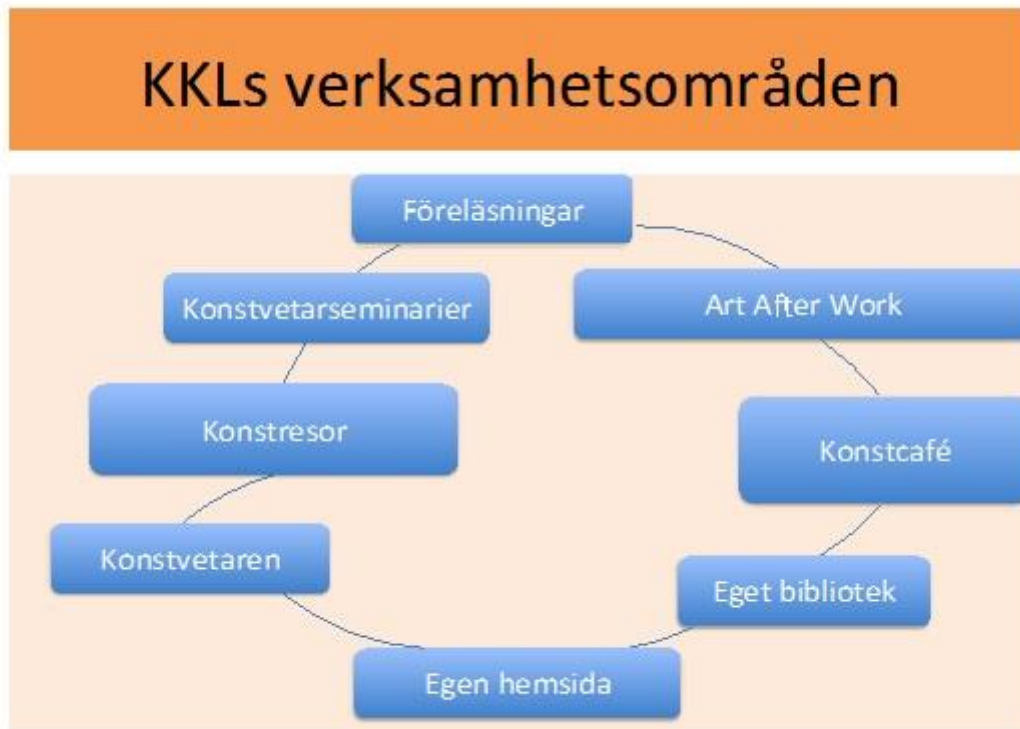 KKLs verksamhetsområden
Föreläsningar
Art After Work
Konstcafé
Eget bibliotek
Egen hemsida
Konstvetaren
Konstresor
Konstvetarseminarier